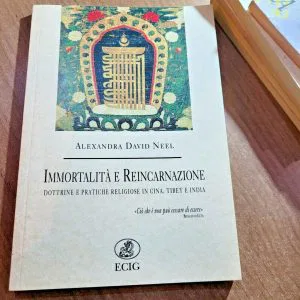 ALEXANDRA DAVID NEEL
IMMORTALITÀ E REINCARNAZIONE
DOTTRINE E PRATICHE RELIGIOSE IN CINA, TIBET E INDIA
«Ciò che è non può cessare di essere»
ECIG